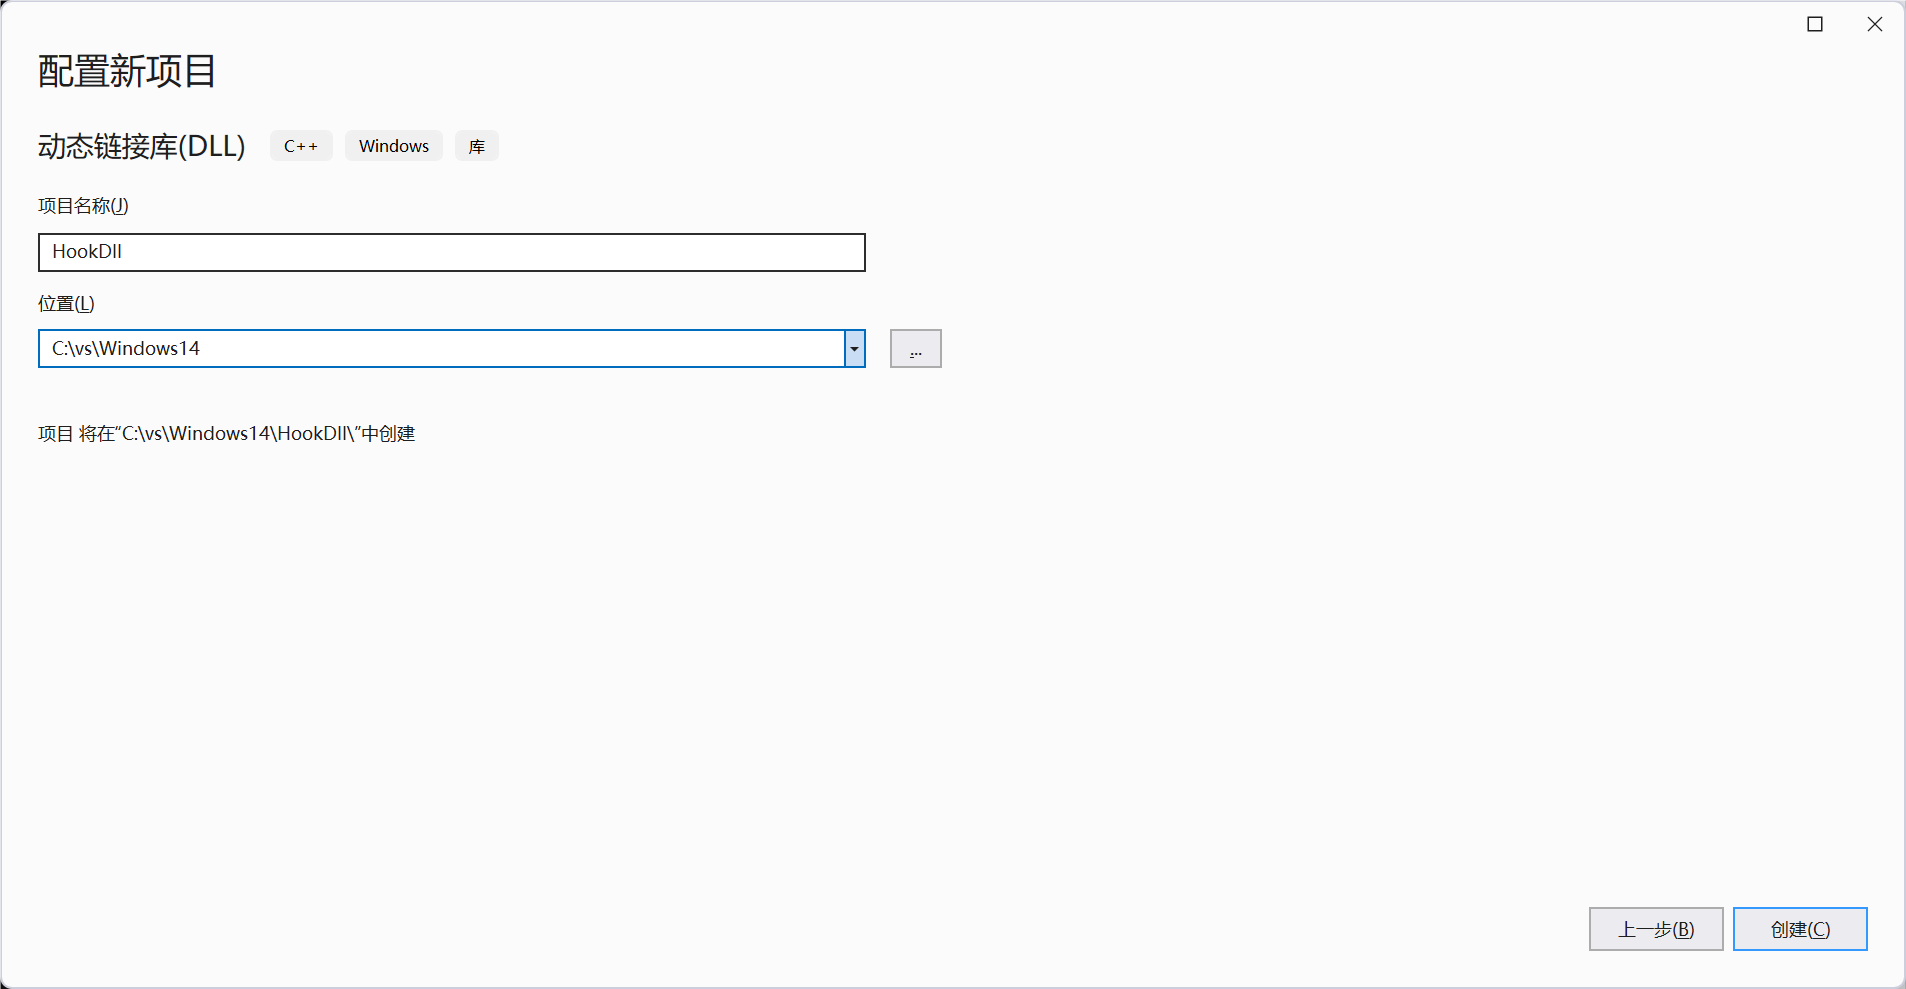 配置新项目
动态链接库(DLL) C++ Windows 库
项目名称(J)
HookDll
位置(L)
C:\vs\Windows14
...
项目 将在“C:\vs\Windows14\HookDll\”中创建
上一步(B) 创建(C)